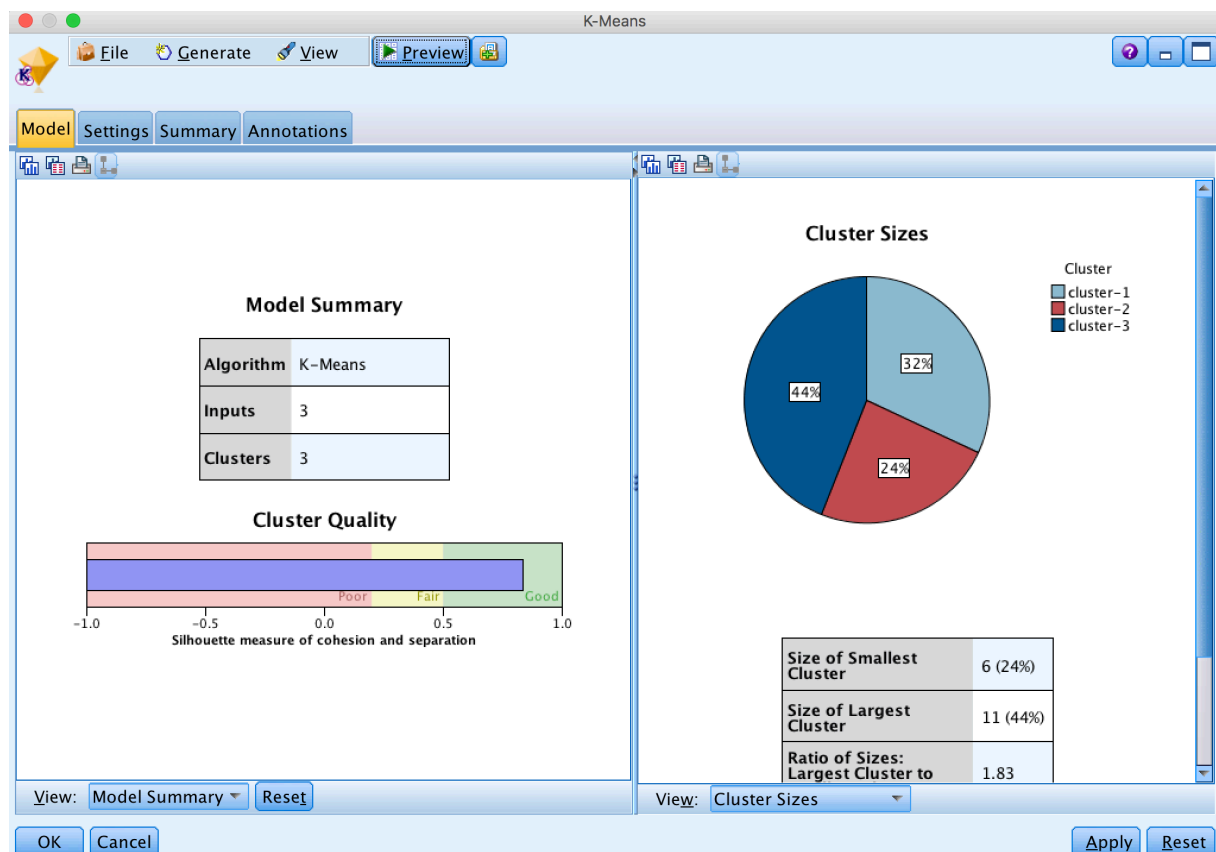 K-Means
File Generate View Preview
K
Model Settings Summary Annotations
Model Summary
Algorithm K-Means
Inputs 3
Clusters 3
Cluster Quality
Poor Fair Good
-1.0 -0.5 0.0 0.5 1.0
Silhouette measure of cohesion and separation
View: Model Summary Reset
Cluster Sizes
Cluster
cluster-1
cluster-2
cluster-3
32%
44%
24%
Size of Smallest
Cluster 6 (24%)
Size of Largest
Cluster 11 (44%)
Ratio of Sizes:
Largest Cluster to 1.83
View: Cluster Sizes
OK Cancel Apply Reset